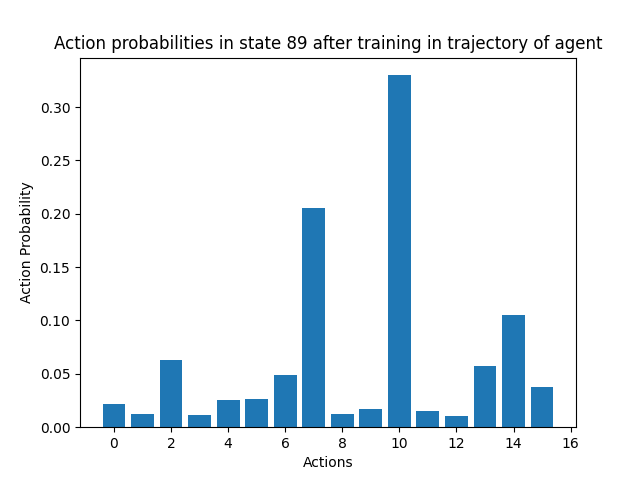 Action probabilities in state 89 after training in trajectory of agent
0.30
0.25
0.20
0.15
0.10
0.05
0.00
Action Probability
0 2 4 6 8 10 12 14 16
Actions